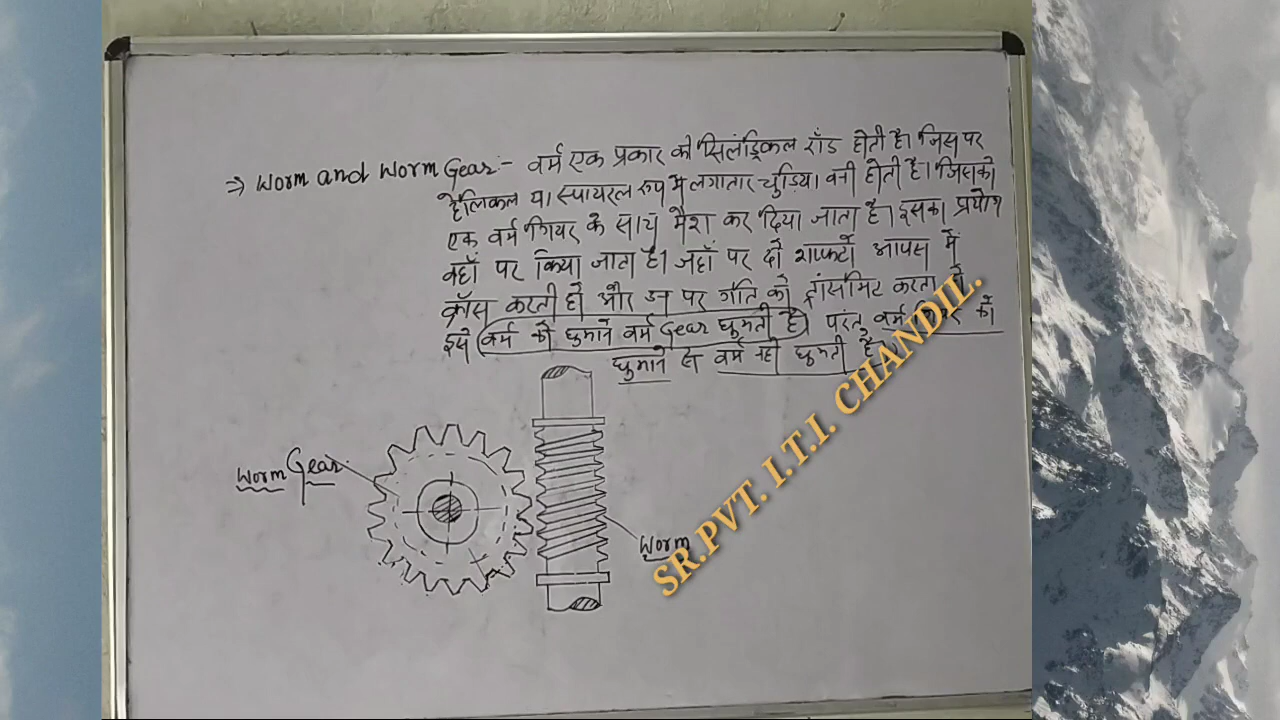 ⇒ Worm and Worm Gear:- वर्म एक प्रकार की सिलंड्रिकल रॉड होती है। जिस पर
हेलिकल या स्पायरल रूप में लगातार चुड़िया बनी होती है। जिसको
एक वर्म गियर के साथ मेश कर दिया जाता है। इसका प्रयोग
वहाँ पर किया जाता है। जहाँ पर दो शाफ्टो आपस में
क्रॉस करती हो और उन पर गति को ट्रांसमिट करता हो
इसे वर्म को घुमाने वर्म Gear घुमती है। परंतु वर्म गियर को
घुमाने से वर्म नही घुमती है।
Worm Gear
Worm
SR.PVT. I.T.I. CHANDIL.